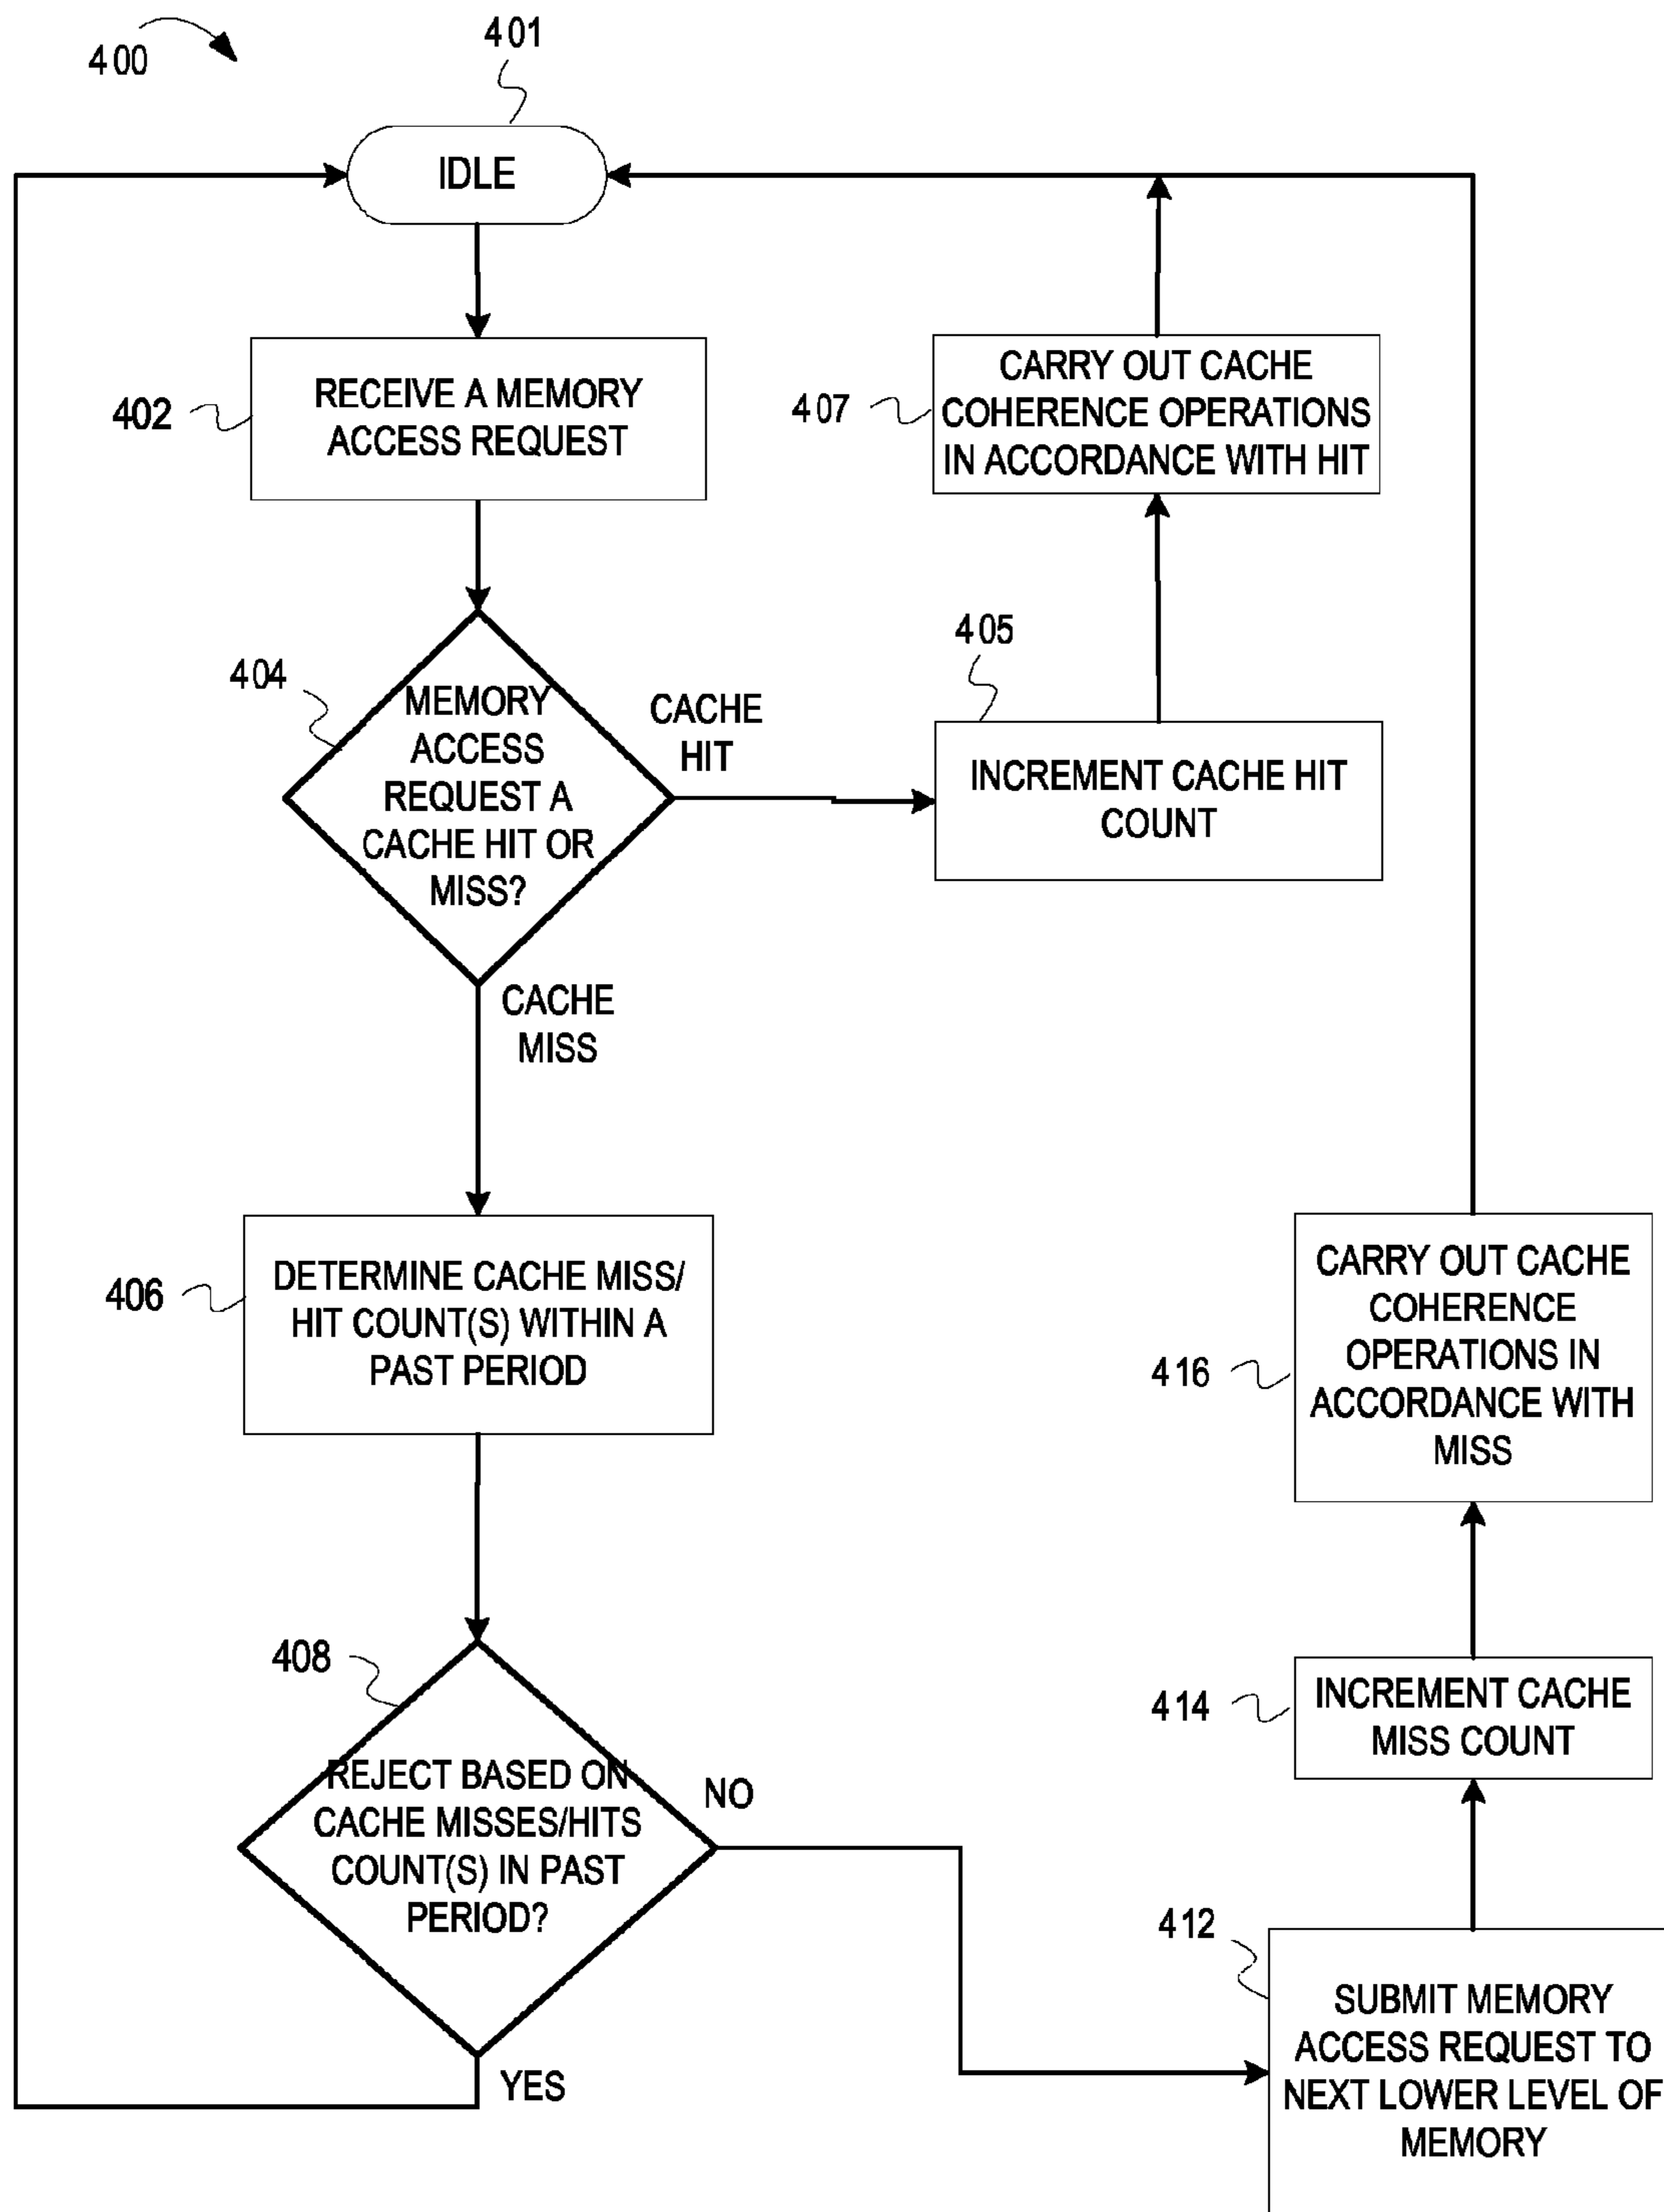 400
401
IDLE
402
RECEIVE A MEMORY
ACCESS REQUEST
407
CARRY OUT CACHE
COHERENCE OPERATIONS
IN ACCORDANCE WITH HIT
404
MEMORY
ACCESS
REQUEST A
CACHE HIT OR
MISS?
CACHE
HIT
405
INCREMENT CACHE HIT
COUNT
CACHE
MISS
406
DETERMINE CACHE MISS/
HIT COUNT(S) WITHIN A
PAST PERIOD
416
CARRY OUT CACHE
COHERENCE
OPERATIONS IN
ACCORDANCE WITH
MISS
408
REJECT BASED ON
CACHE MISSES/HITS
COUNT(S) IN PAST
PERIOD?
NO
YES
414
INCREMENT CACHE
MISS COUNT
412
SUBMIT MEMORY
ACCESS REQUEST TO
NEXT LOWER LEVEL OF
MEMORY